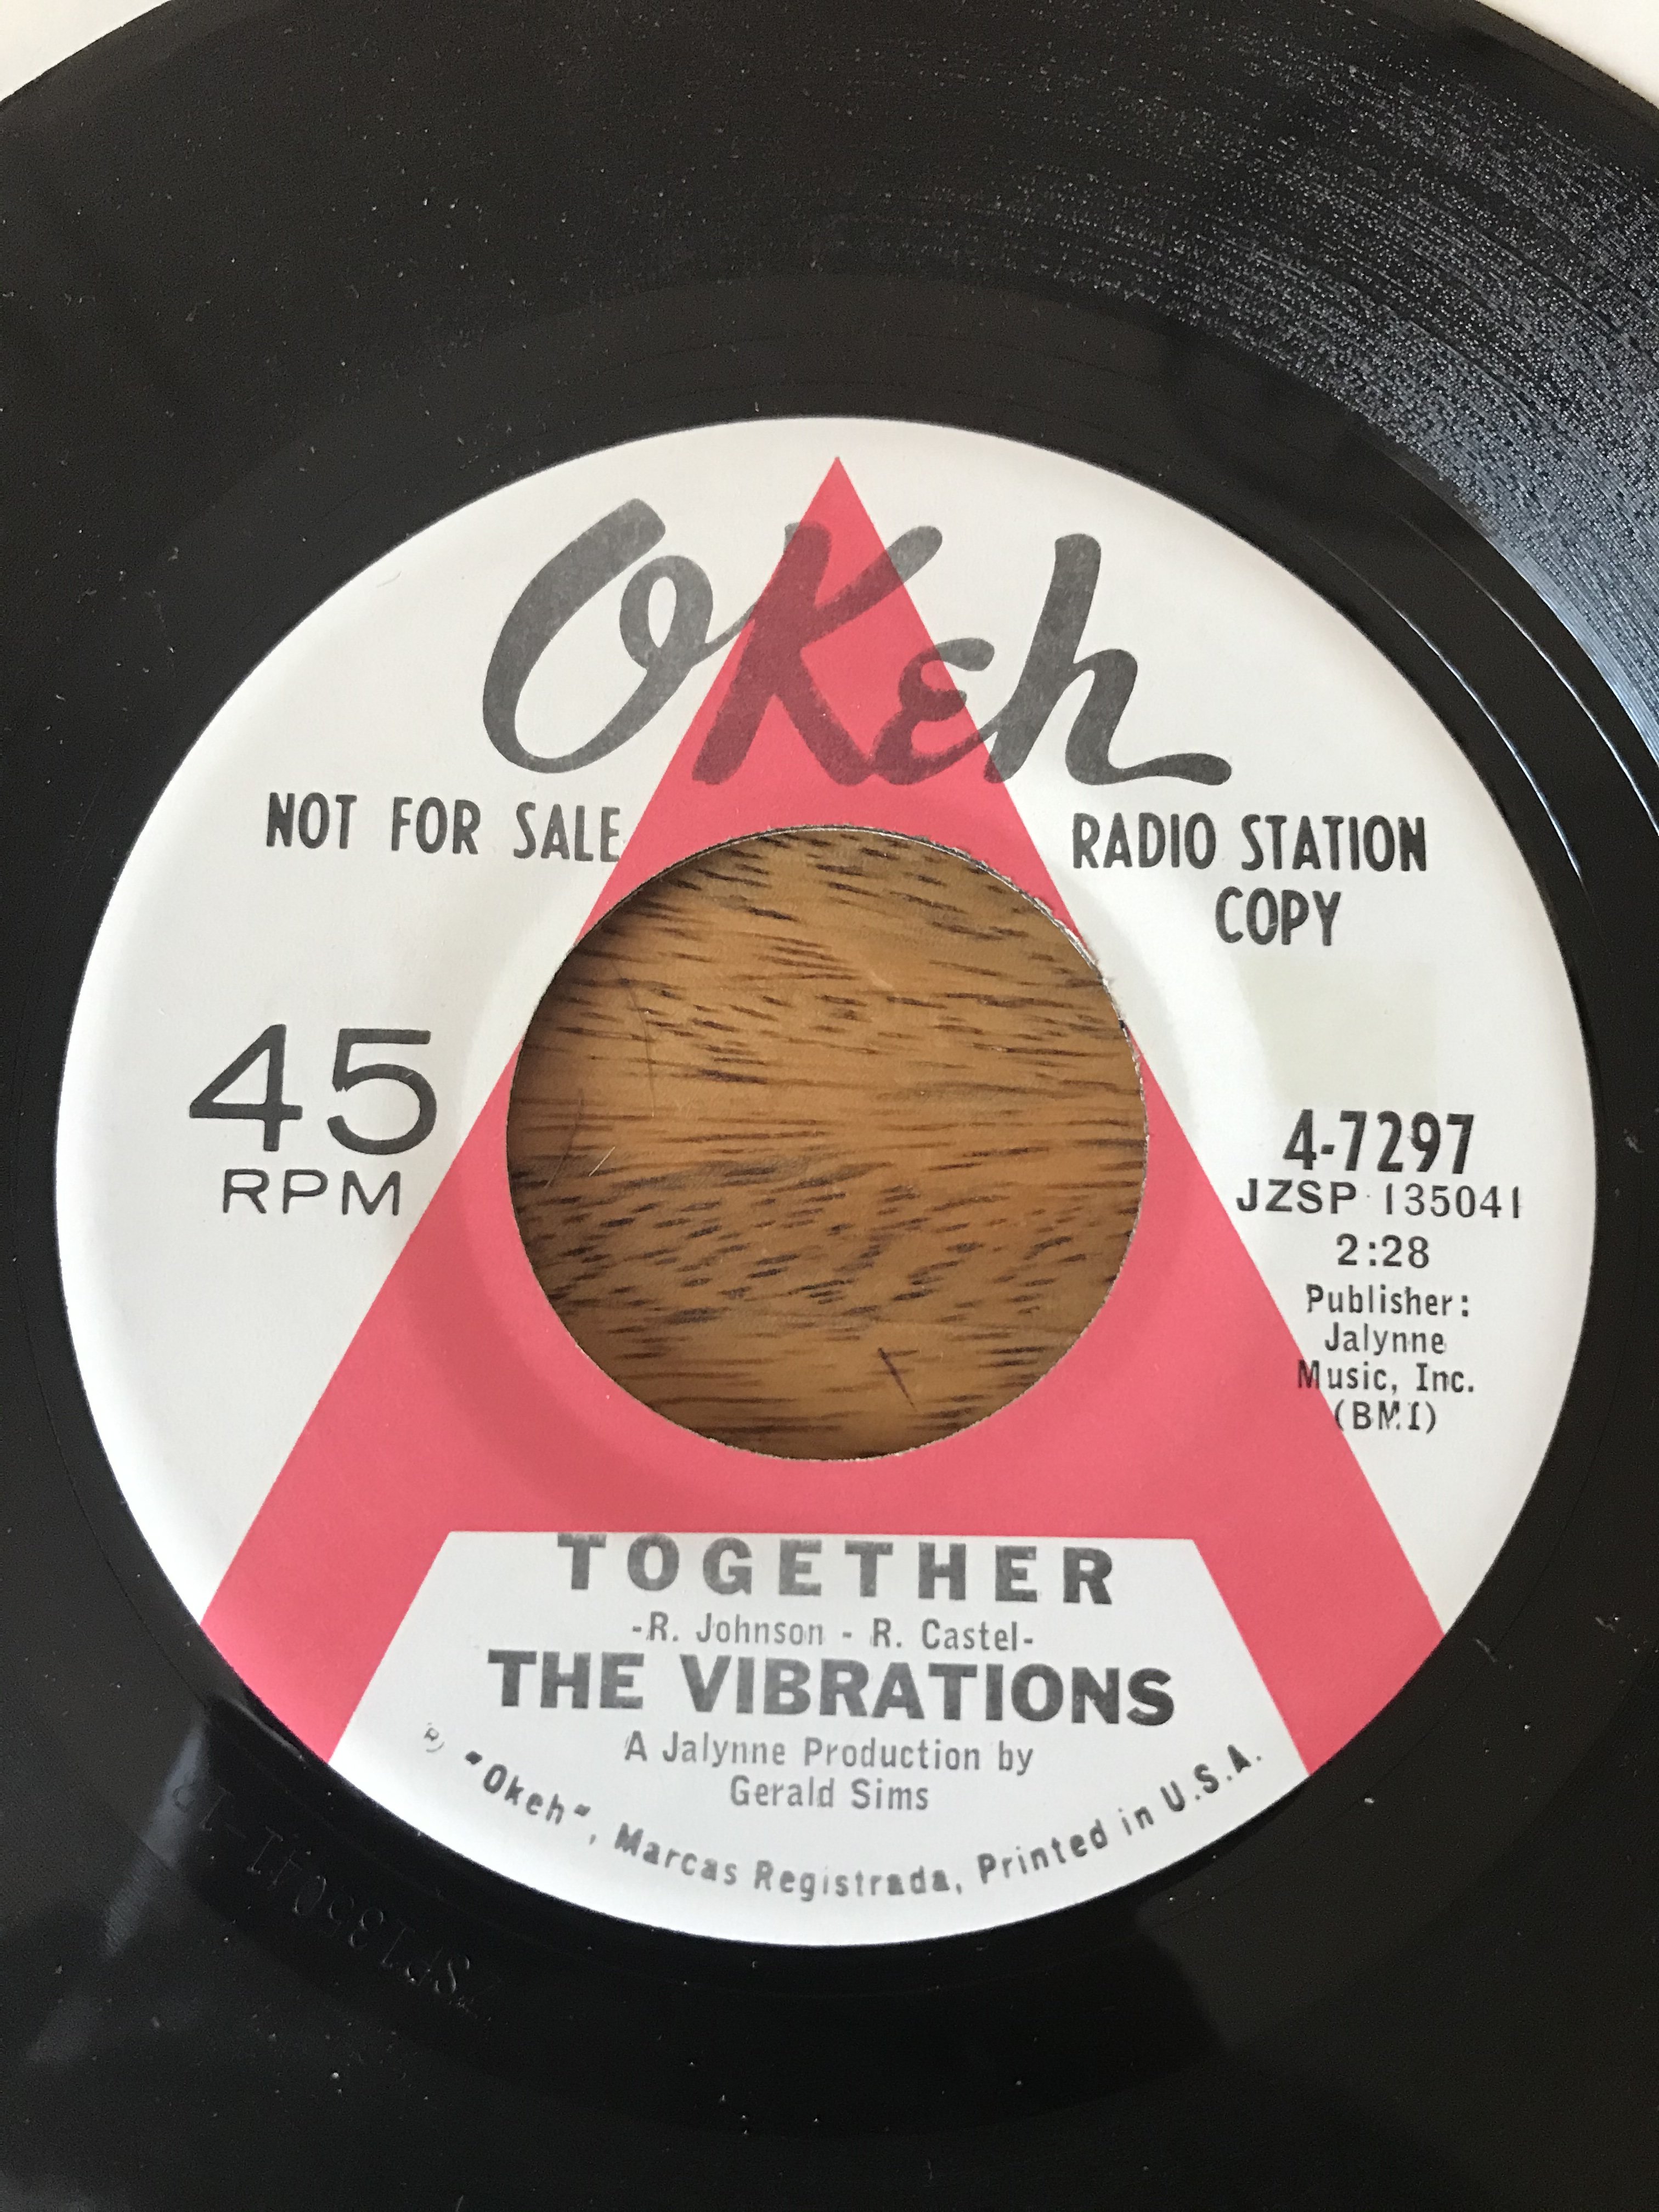 OKeh
NOT FOR SALE
RADIO STATION
COPY
45
RPM
4-7297
JZSP 135041
2:28
Publisher:
Jalynne
Music, Inc.
(BMI)
TOGETHER
-R. Johnson - R. Castel-
THE VIBRATIONS
A Jalynne Production by
Gerald Sims
"Okeh", Marcas Registrada, Printed in U.S.A.